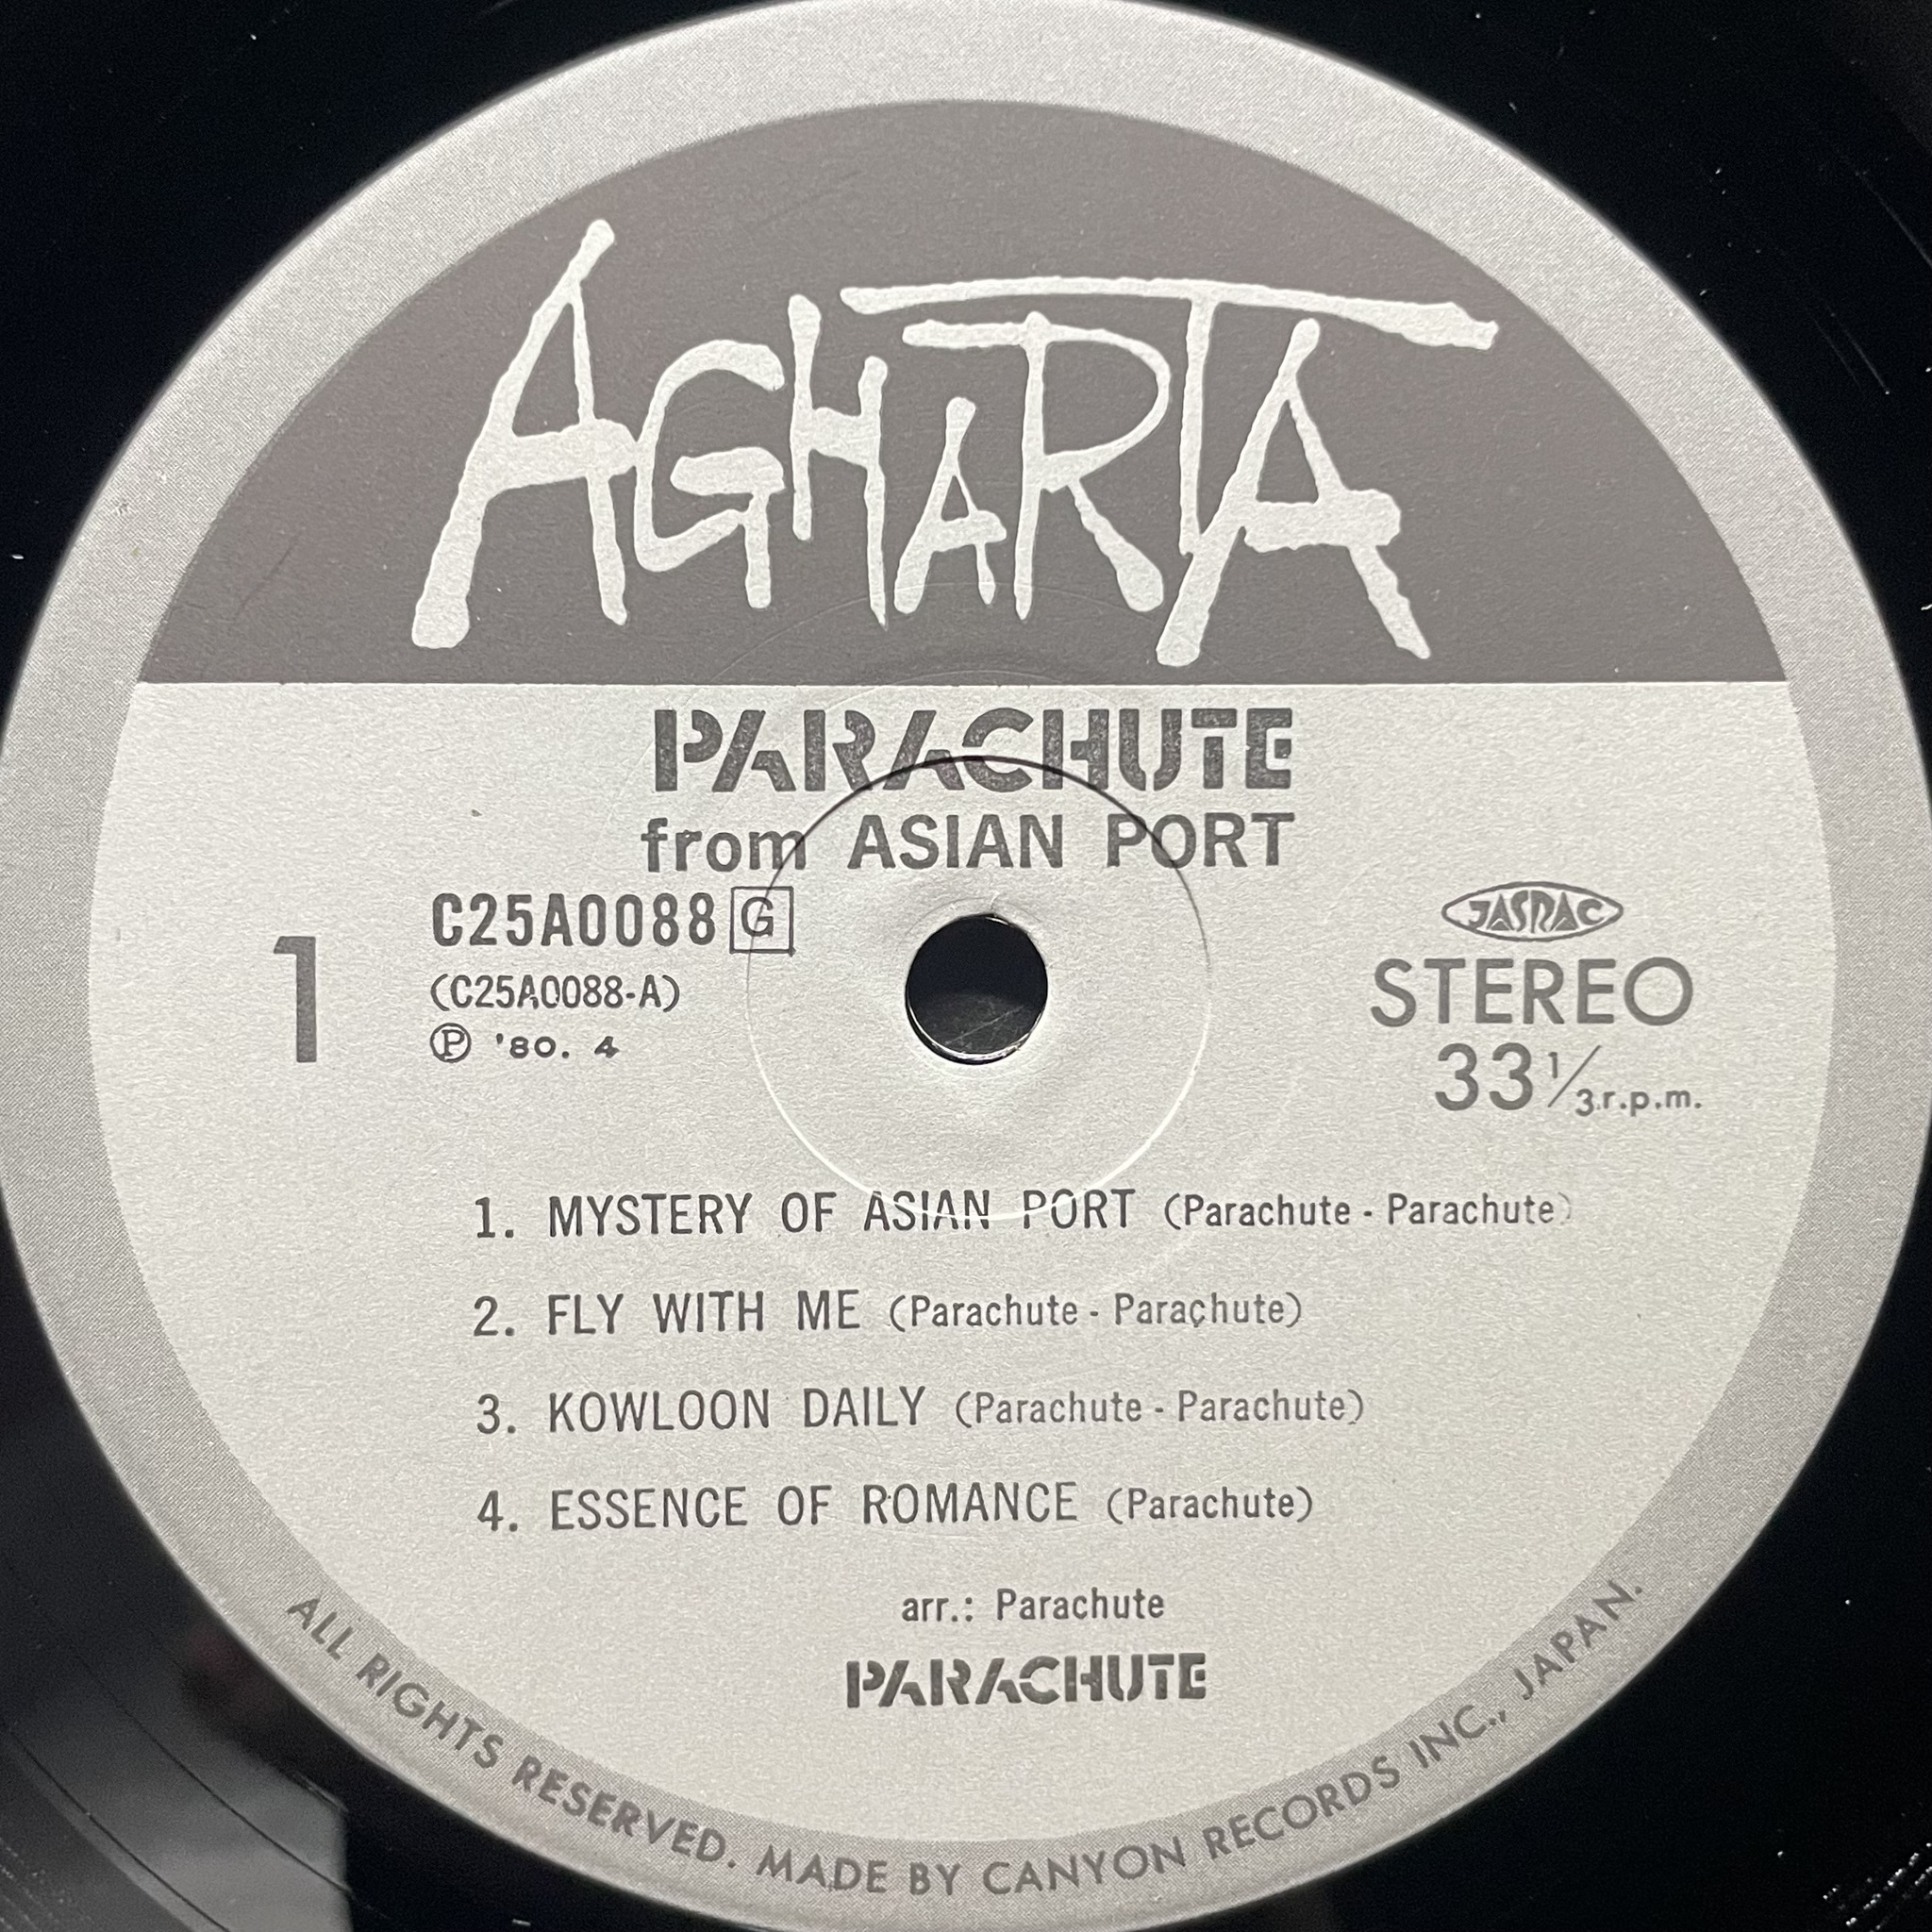 AGHARTA
PARACHUTE
from ASIAN PORT
1
C25A0088 G
(C25A0088-A)
Ⓟ '80. 4
JASRAC
STEREO
33 1/3 r.p.m.
1. MYSTERY OF ASIAN PORT (Parachute - Parachute)
2. FLY WITH ME (Parachute - Parachute)
3. KOWLOON DAILY (Parachute - Parachute)
4. ESSENCE OF ROMANCE (Parachute)
arr.: Parachute
PARACHUTE
ALL RIGHTS RESERVED. MADE BY CANYON RECORDS INC., JAPAN.